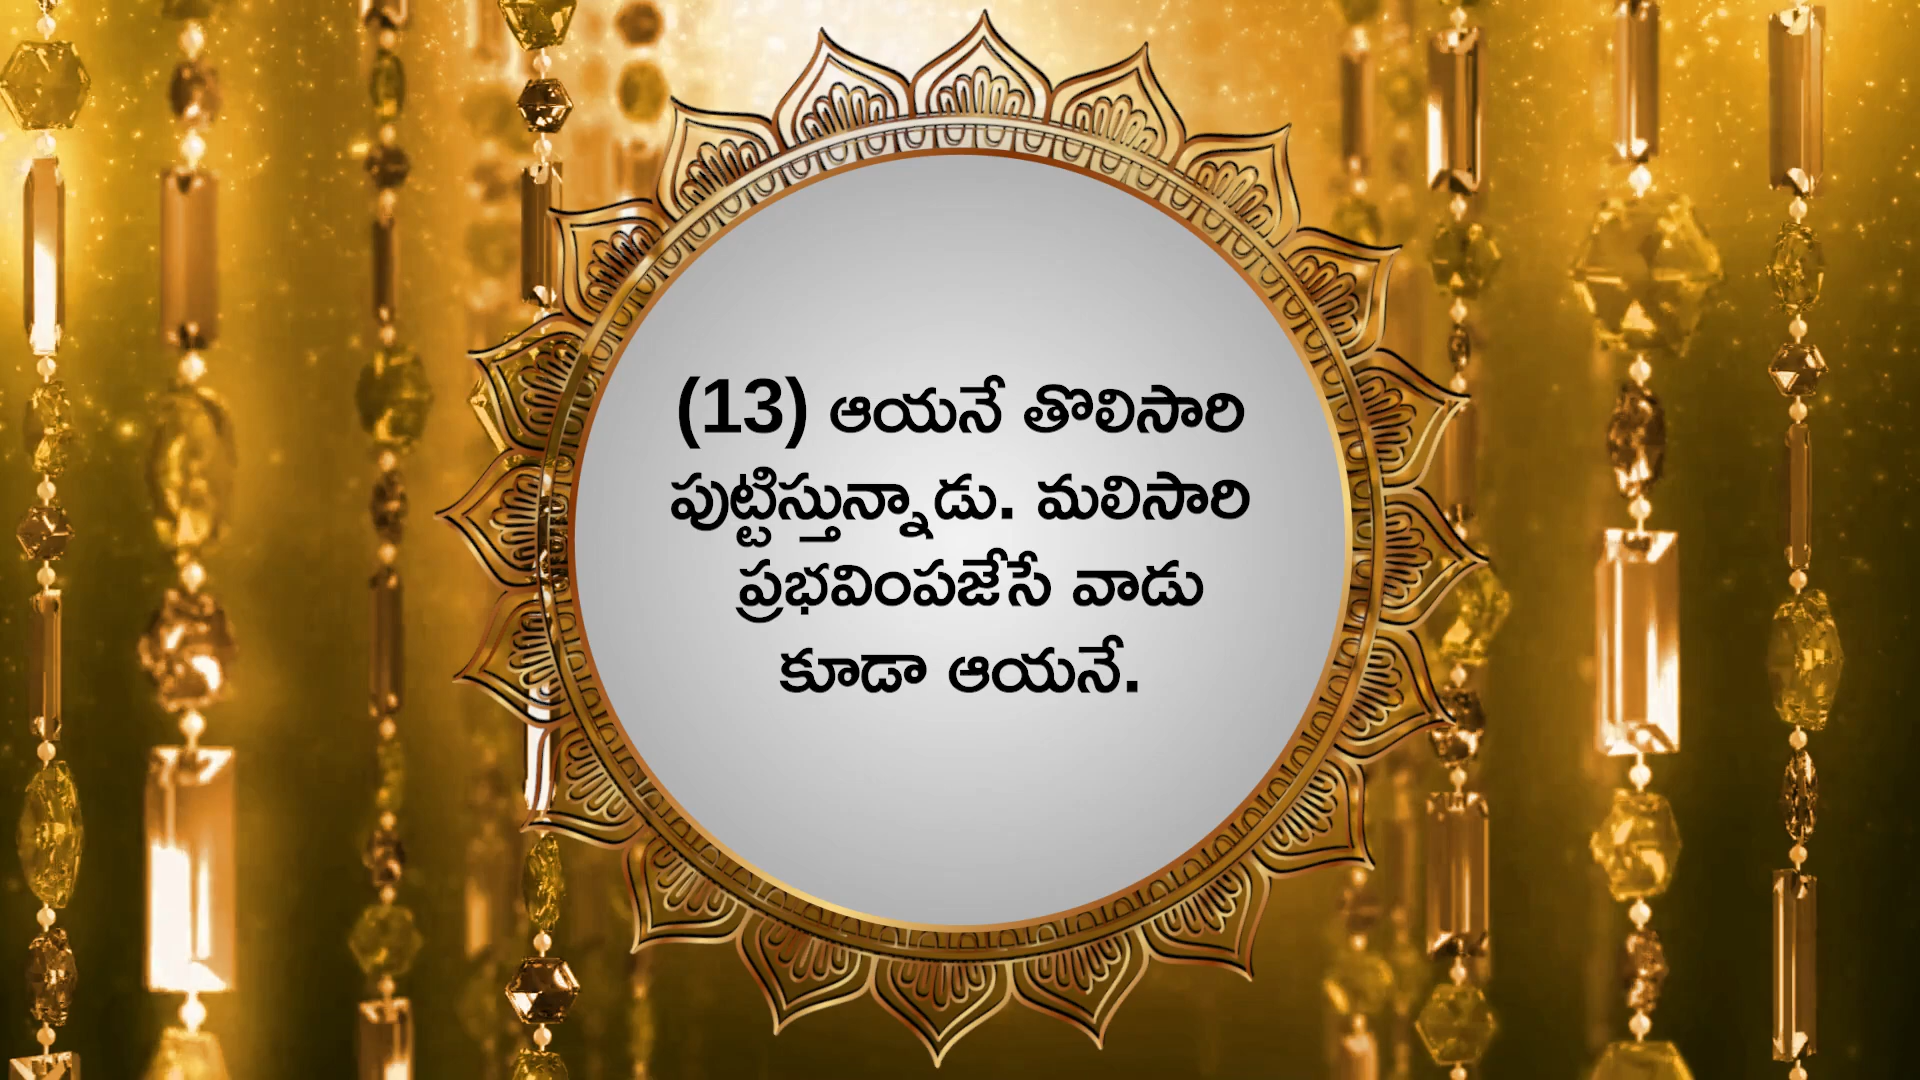 (13) ఆయనే తొలిసారి
పుట్టిస్తున్నాడు. మలిసారి
ప్రభవింపజేసే వాడు
కూడా ఆయనే.